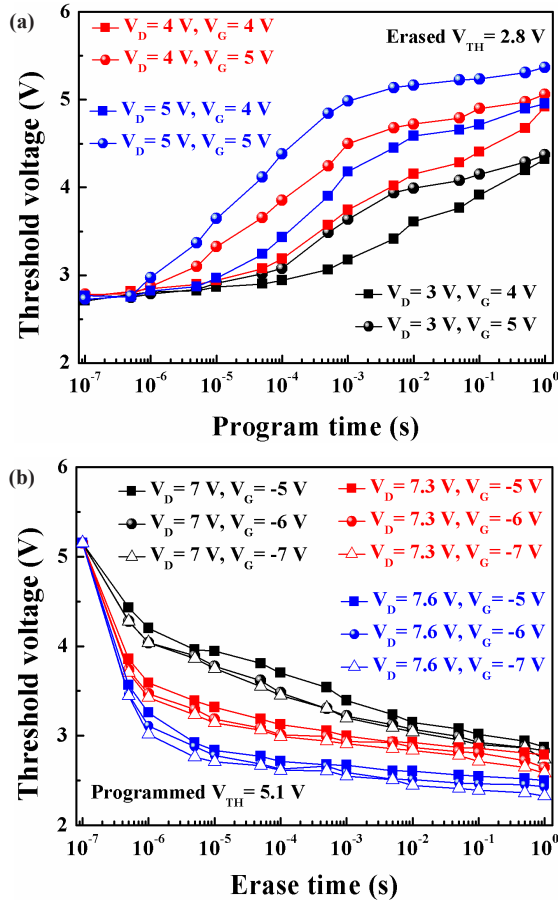 (a)
V_D = 4 V, V_G = 4 V
V_D = 4 V, V_G = 5 V
V_D = 5 V, V_G = 4 V
V_D = 5 V, V_G = 5 V
Erased V_TH = 2.8 V
V_D = 3 V, V_G = 4 V
V_D = 3 V, V_G = 5 V
Threshold voltage (V)
6
5
4
3
2
10^-7 10^-6 10^-5 10^-4 10^-3 10^-2 10^-1 10^0
Program time (s)
(b)
V_D = 7 V, V_G = -5 V
V_D = 7 V, V_G = -6 V
V_D = 7 V, V_G = -7 V
V_D = 7.3 V, V_G = -5 V
V_D = 7.3 V, V_G = -6 V
V_D = 7.3 V, V_G = -7 V
V_D = 7.6 V, V_G = -5 V
V_D = 7.6 V, V_G = -6 V
V_D = 7.6 V, V_G = -7 V
Programmed V_TH = 5.1 V
Threshold voltage (V)
6
5
4
3
2
10^-7 10^-6 10^-5 10^-4 10^-3 10^-2 10^-1 10^0
Erase time (s)